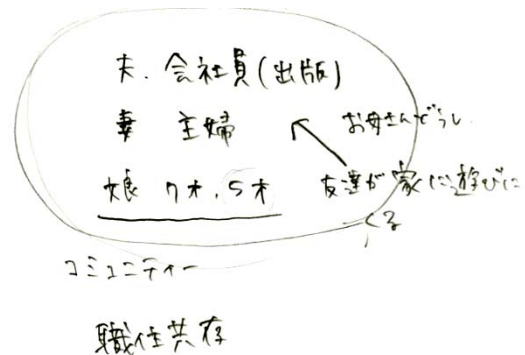 夫. 会社員(出版)
妻 主婦
お母さんどうし
娘 7才, 5才
友達が家に遊びに
くる
コミュニティー
職住共存